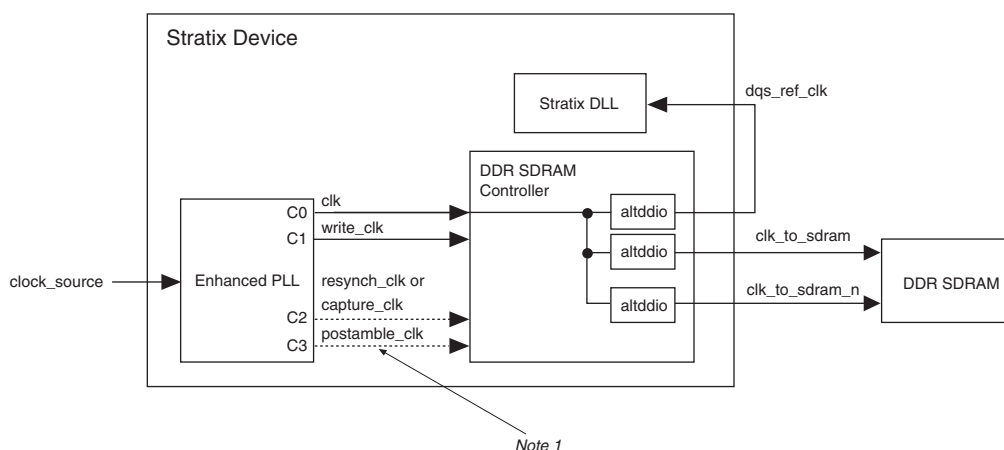 Stratix Device
Stratix DLL
dqs_ref_clk
DDR SDRAM
Controller
clk
C0
altddio
write_clk
C1
altddio
clk_to_sdram
clock_source
Enhanced PLL
resynch_clk or
capture_clk
C2
altddio
clk_to_sdram_n
DDR SDRAM
postamble_clk
C3
Note 1